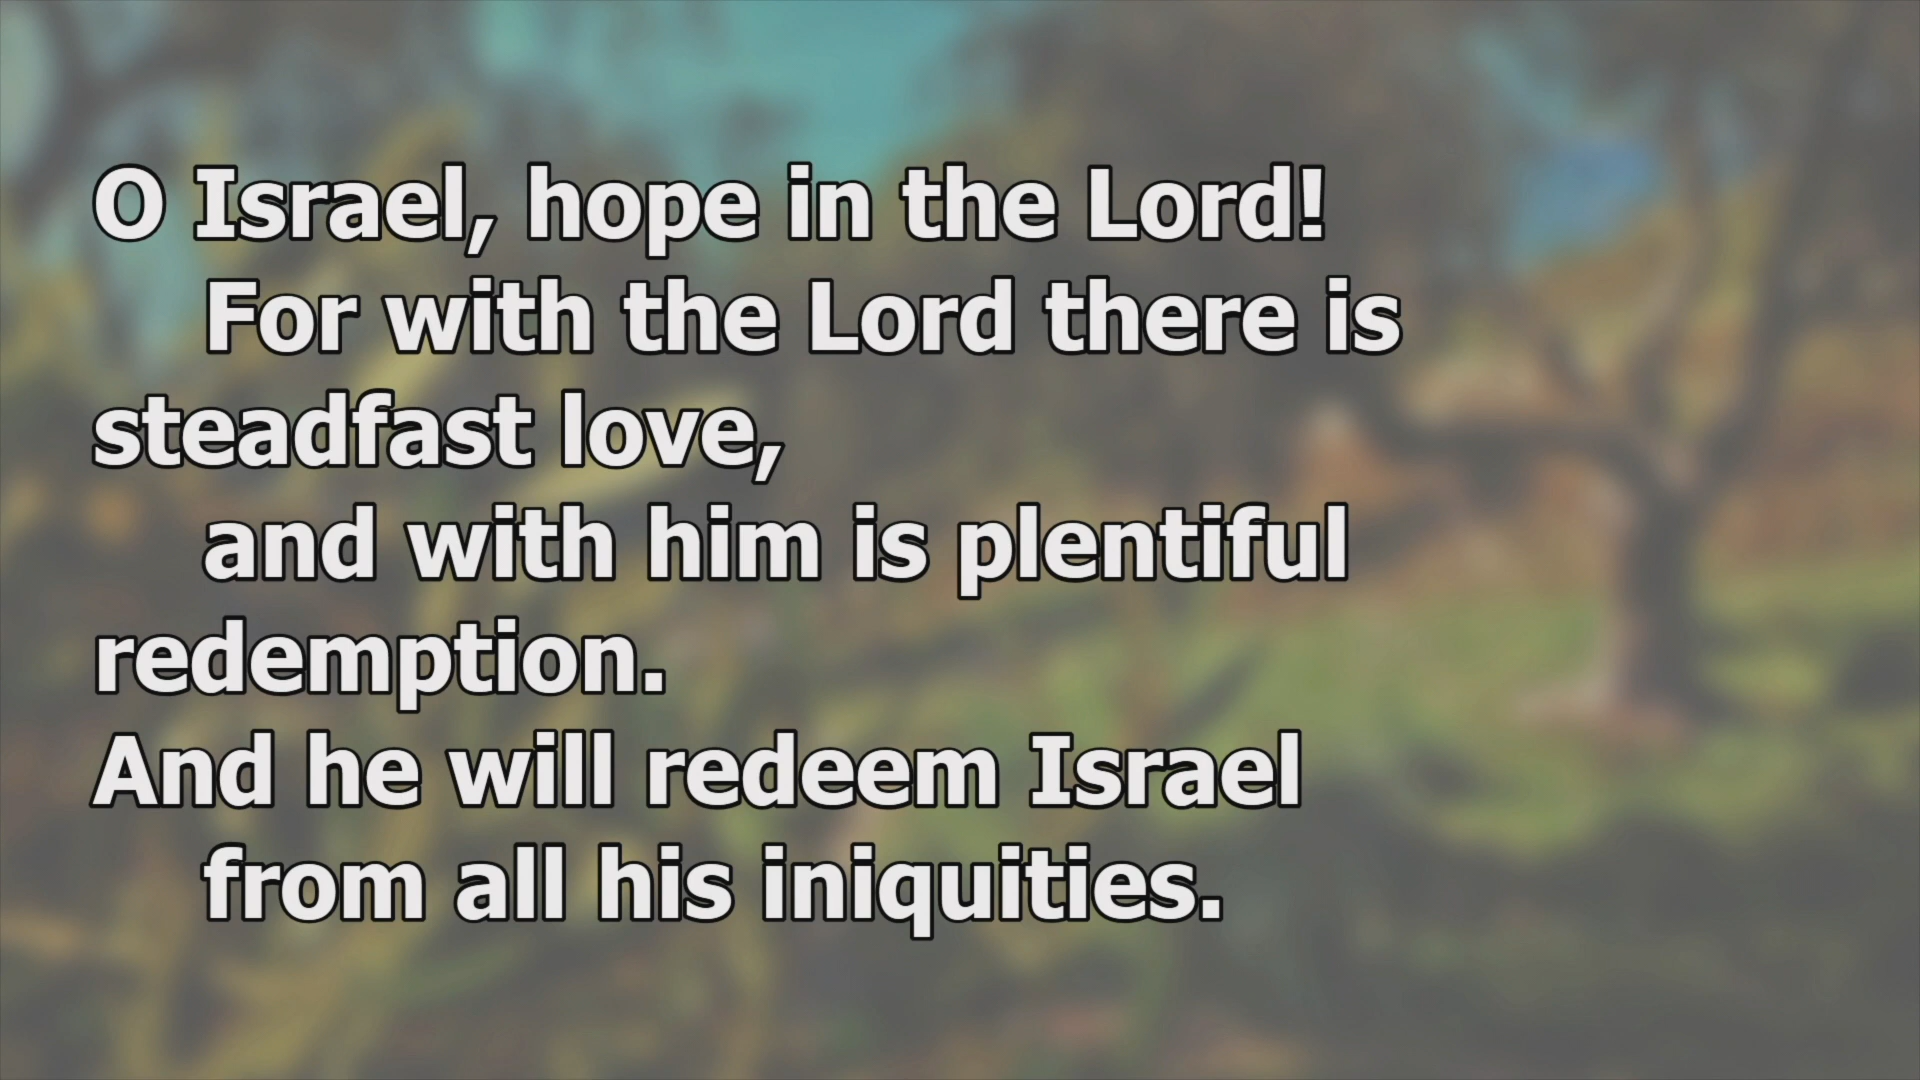 O Israel, hope in the Lord!
For with the Lord there is
steadfast love,
and with him is plentiful
redemption.
And he will redeem Israel
from all his iniquities.